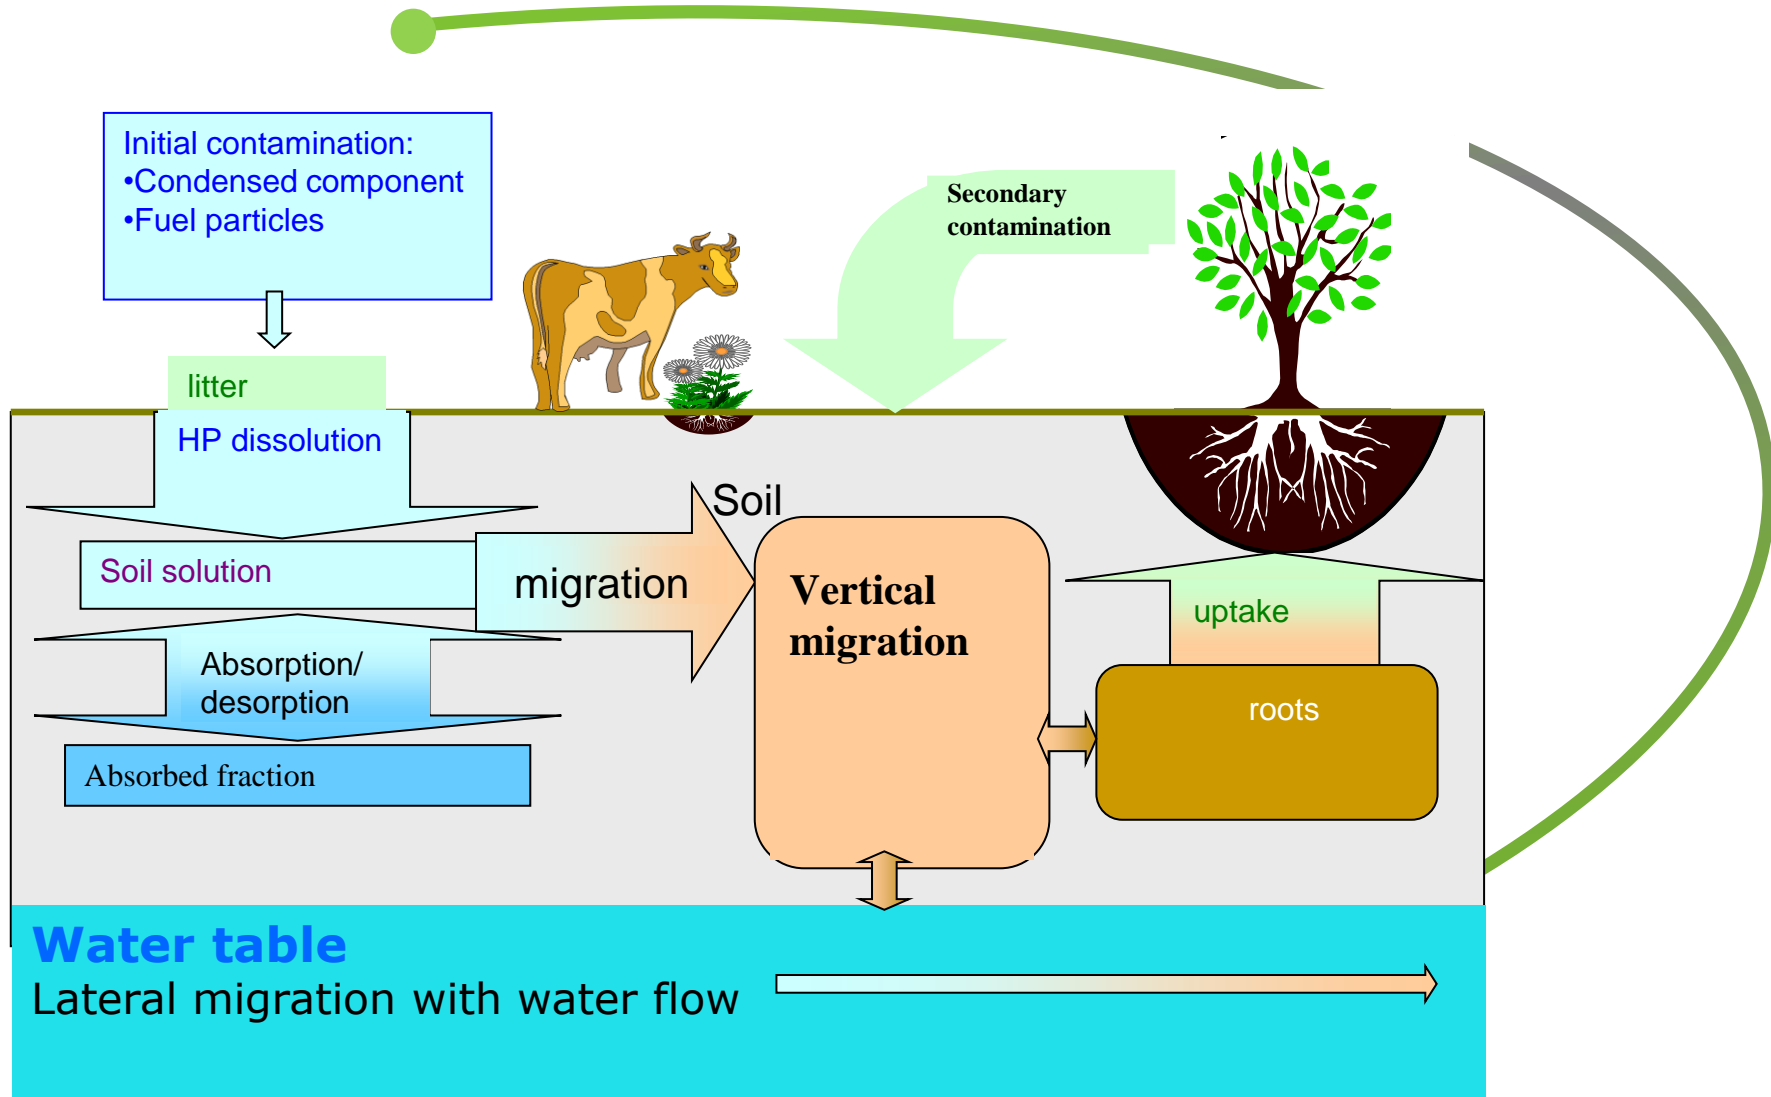 Initial contamination:
•Condensed component
•Fuel particles
Secondary
contamination
litter
HP dissolution
Soil
Soil solution
migration
Vertical
migration
uptake
Absorption/
desorption
roots
Absorbed fraction
Water table
Lateral migration with water flow